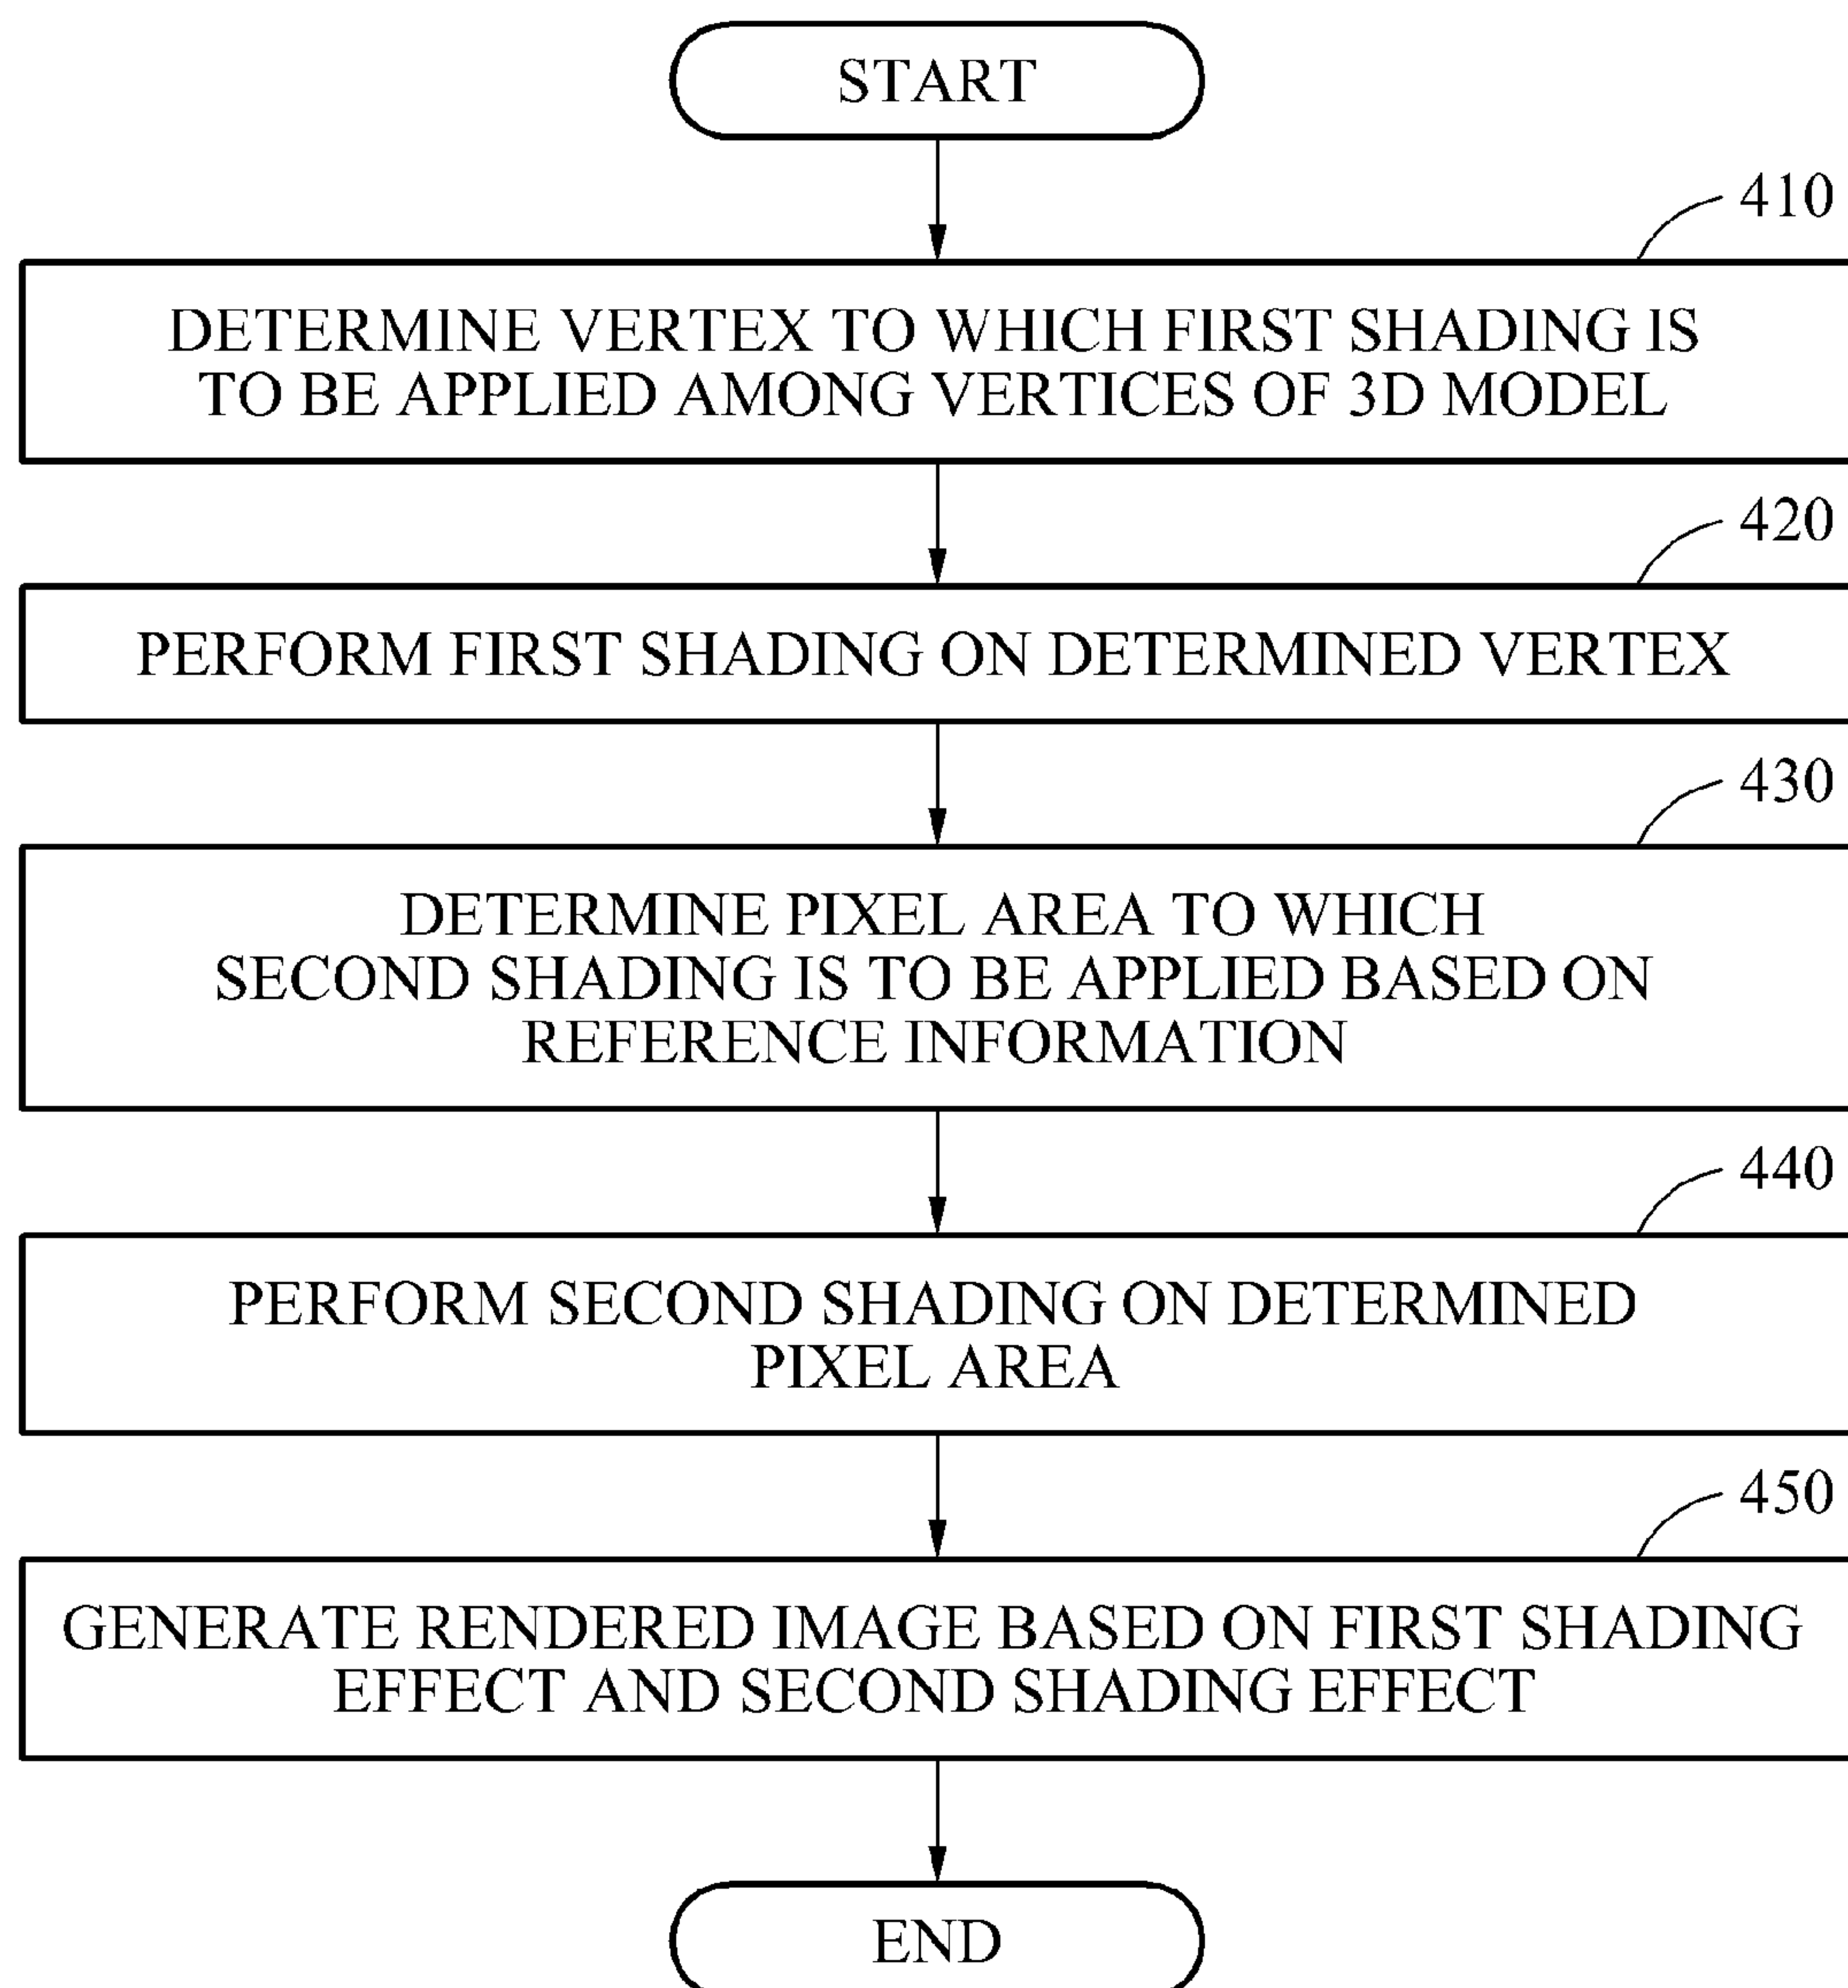 START
410
DETERMINE VERTEX TO WHICH FIRST SHADING IS
TO BE APPLIED AMONG VERTICES OF 3D MODEL
420
PERFORM FIRST SHADING ON DETERMINED VERTEX
430
DETERMINE PIXEL AREA TO WHICH
SECOND SHADING IS TO BE APPLIED BASED ON
REFERENCE INFORMATION
440
PERFORM SECOND SHADING ON DETERMINED
PIXEL AREA
450
GENERATE RENDERED IMAGE BASED ON FIRST SHADING
EFFECT AND SECOND SHADING EFFECT
END